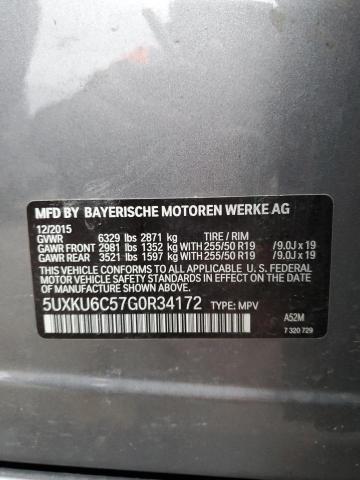 MFD BY BAYERISCHE MOTOREN WERKE AG
12/2015
GVWR 6329 lbs 2871 kg TIRE / RIM
GAWR FRONT 2981 lbs 1352 kg WITH 255/50 R19 /9.0J x 19
GAWR REAR 3521 lbs 1597 kg WITH 255/50 R19 /9.0J x 19
THIS VEHICLE CONFORMS TO ALL APPLICABLE U. S. FEDERAL
MOTOR VEHICLE SAFETY STANDARDS IN EFFECT ON THE
DATE OF MANUFACTURE SHOWN ABOVE.
5UXKU6C57G0R34172 TYPE: MPV
A52M
7 320 729